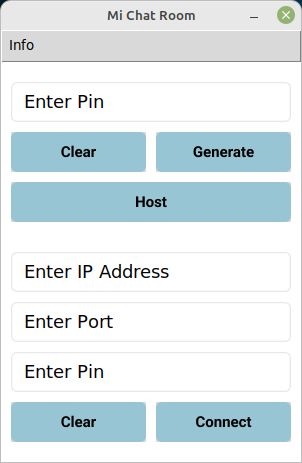 Mi Chat Room
Info
Enter Pin
Clear Generate
Host
Enter IP Address
Enter Port
Enter Pin
Clear Connect